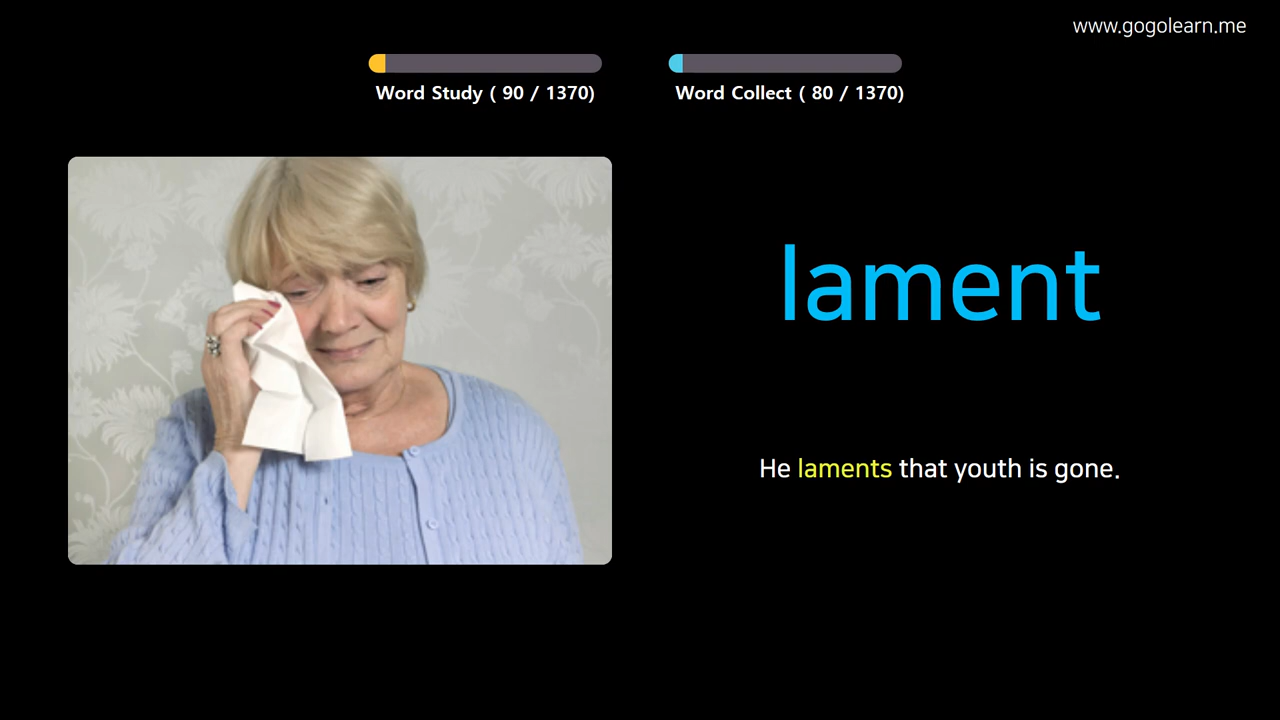 www.gogolearn.me
Word Study ( 90 / 1370)
Word Collect ( 80 / 1370)
lament
He laments that youth is gone.